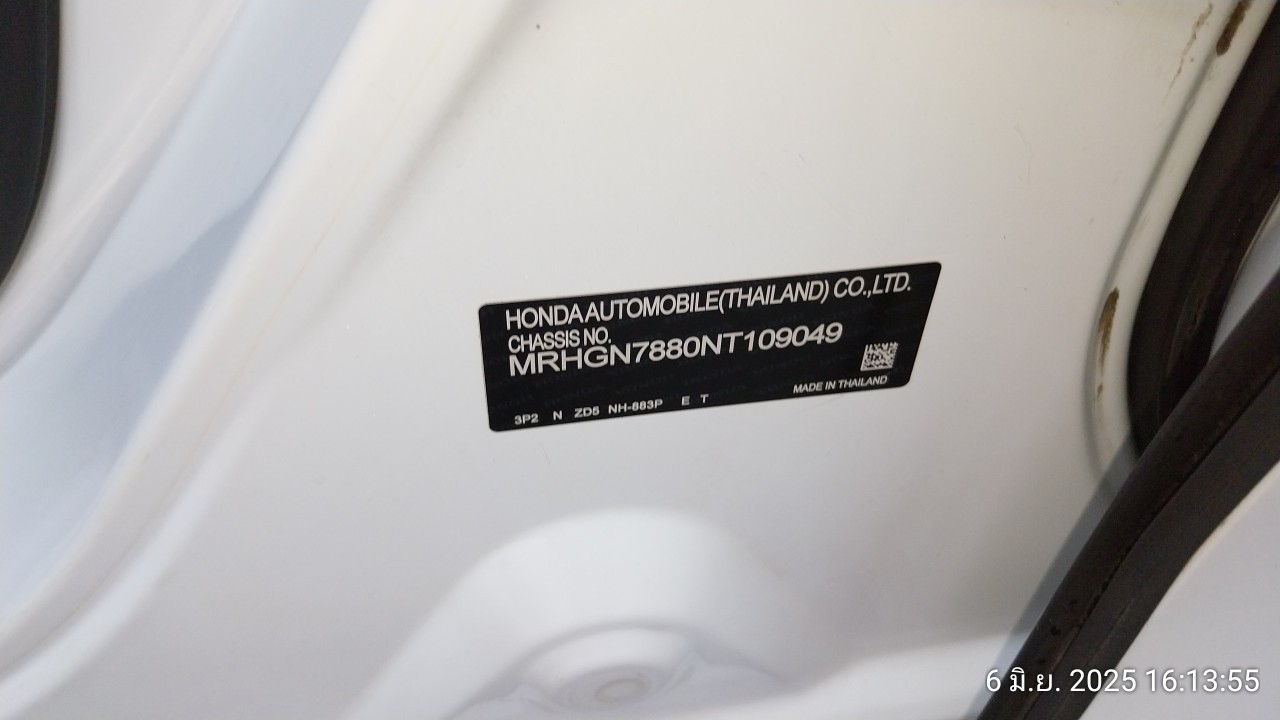 HONDA AUTOMOBILE(THAILAND) CO.,LTD.
CHASSIS NO.
MRHGN7880NT109049
MADE IN THAILAND
3P2 N ZD5 NH-883P E T
6 มิ.ย. 2025 16:13:55